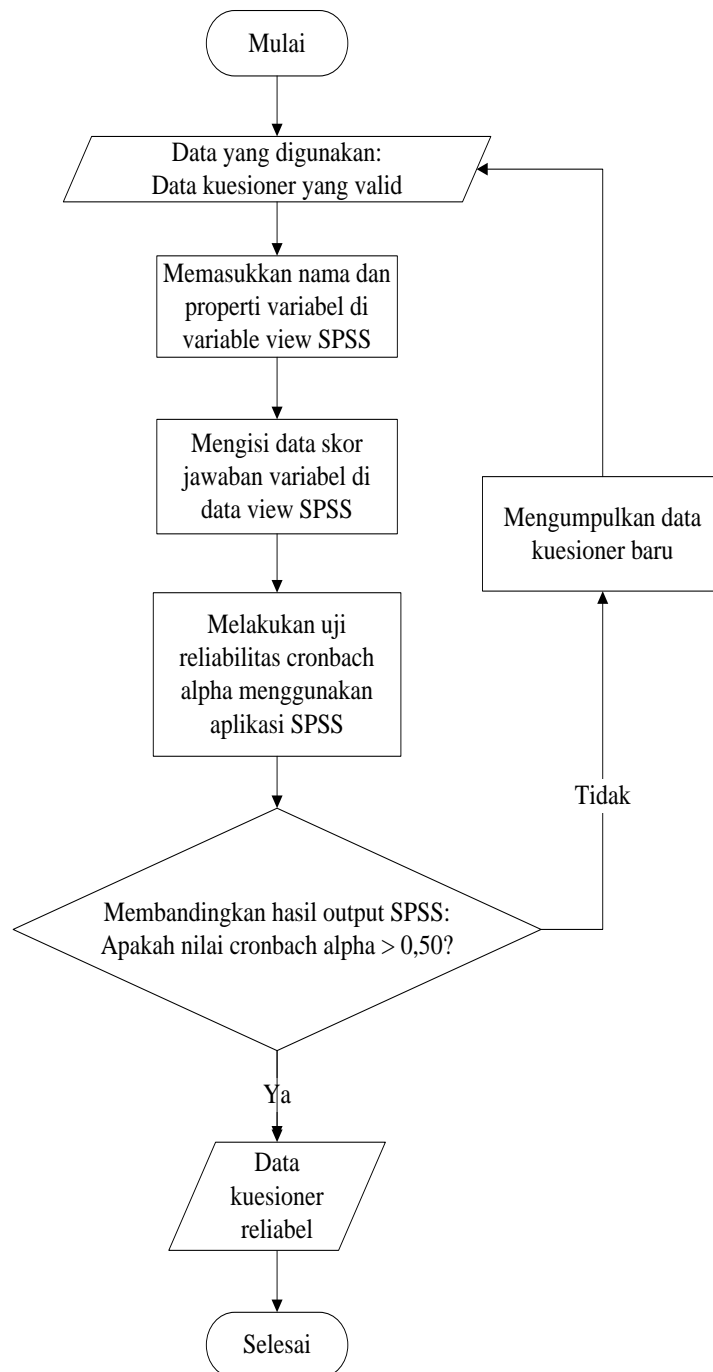 Mulai
Data yang digunakan:
Data kuesioner yang valid
Memasukkan nama dan
properti variabel di
variable view SPSS
Mengisi data skor
jawaban variabel di
data view SPSS
Mengumpulkan data
kuesioner baru
Melakukan uji
reliabilitas cronbach
alpha menggunakan
aplikasi SPSS
Tidak
Membandingkan hasil output SPSS:
Apakah nilai cronbach alpha > 0,50?
Ya
Data
kuesioner
reliabel
Selesai